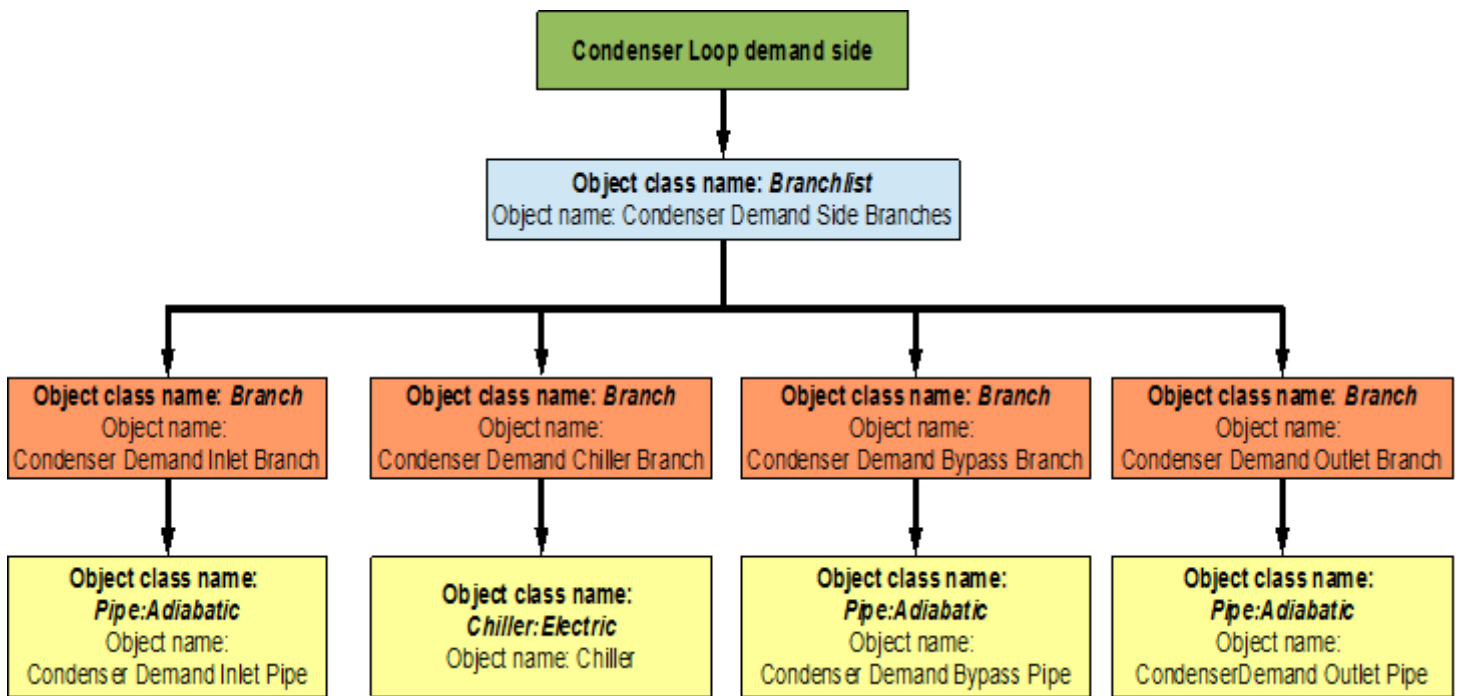 Condenser Loop demand side
Object class name: Branchlist
Object name: Condenser Demand Side Branches
Object class name: Branch
Object name:
Condenser Demand Inlet Branch
Object class name: Branch
Object name:
Condenser Demand Chiller Branch
Object class name: Branch
Object name:
Condenser Demand Bypass Branch
Object class name: Branch
Object name:
Condenser Demand Outlet Branch
Object class name:
Pipe:Adiabatic
Object name:
Condenser Demand Inlet Pipe
Object class name:
Chiller:Electric
Object name: Chiller
Object class name:
Pipe:Adiabatic
Object name:
Condenser Demand Bypass Pipe
Object class name:
Pipe:Adiabatic
Object name:
CondenserDemand Outlet Pipe